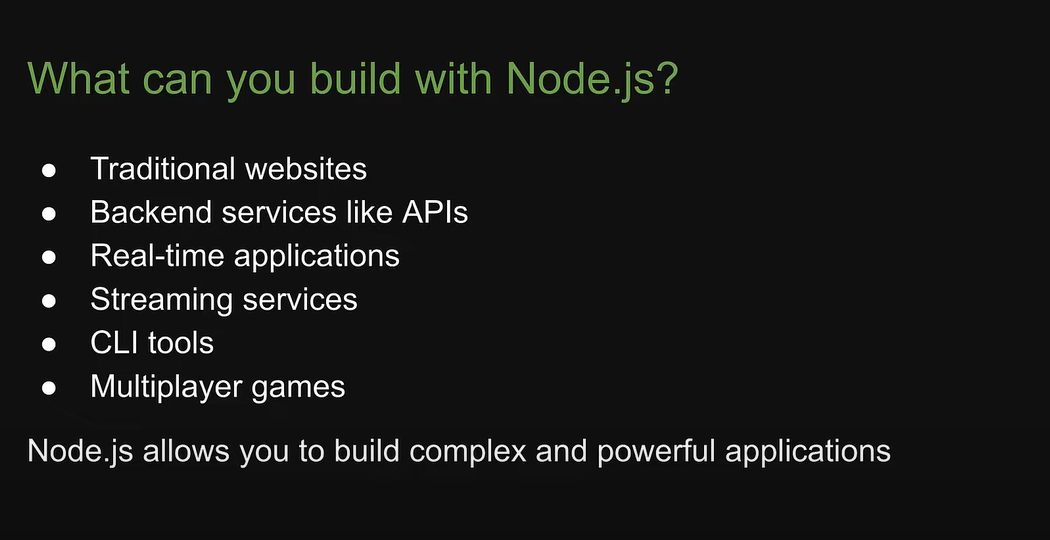 What can you build with Node.js?
● Traditional websites
● Backend services like APIs
● Real-time applications
● Streaming services
● CLI tools
● Multiplayer games
Node.js allows you to build complex and powerful applications